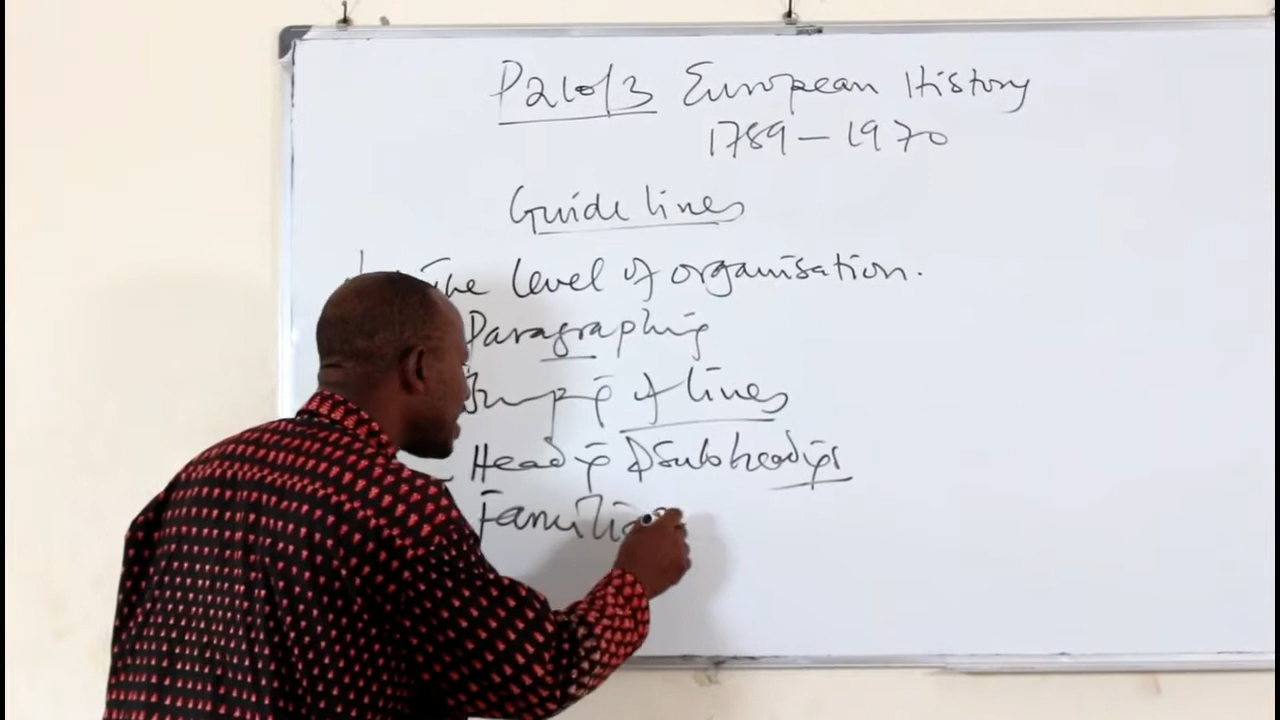 P210/3 European History
1789 – 1970
Guide lines
The level of organisation.
Paragraphing
of lines
Heading & Subheadings